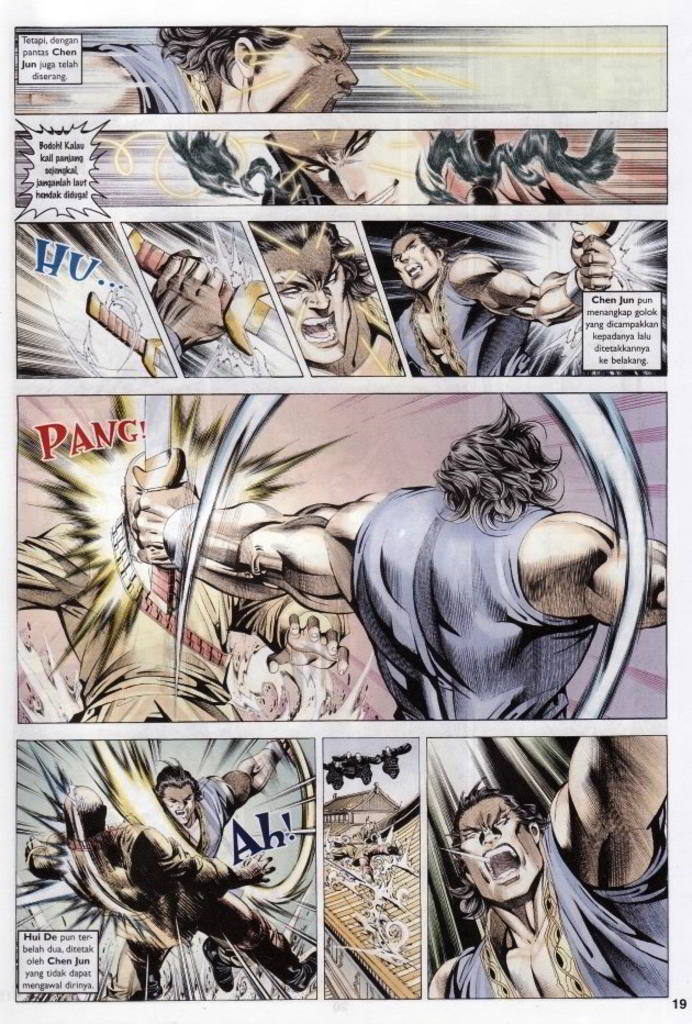 Tetapi, dengan
pantas Chen
Jun juga telah
diserang.
Bodoh! Kalau
kail panjang
sejengkal,
janganlah laut
hendak diduga!
HU...
Chen Jun pun
menangkap golok
yang dicampakkan
kepadanya lalu
ditetakkannya
ke belakang.
PANG!
Ah!
Hui De pun ter-
belah dua, ditetak
oleh Chen Jun
yang tidak dapat
mengawal dirinya.
19